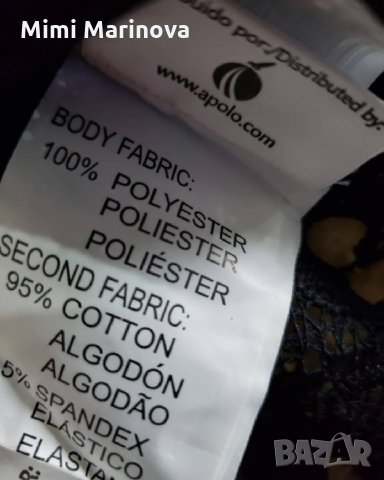 Mimi Marinova
por:/Distributed by:
www.apolo.com
BODY FABRIC:
100% POLYESTER
POLIESTER
POLIÉSTER
SECOND FABRIC:
95% COTTON
ALGODÓN
ALGODÃO
5% SPANDEX
ELÁSTICO
BAZAR